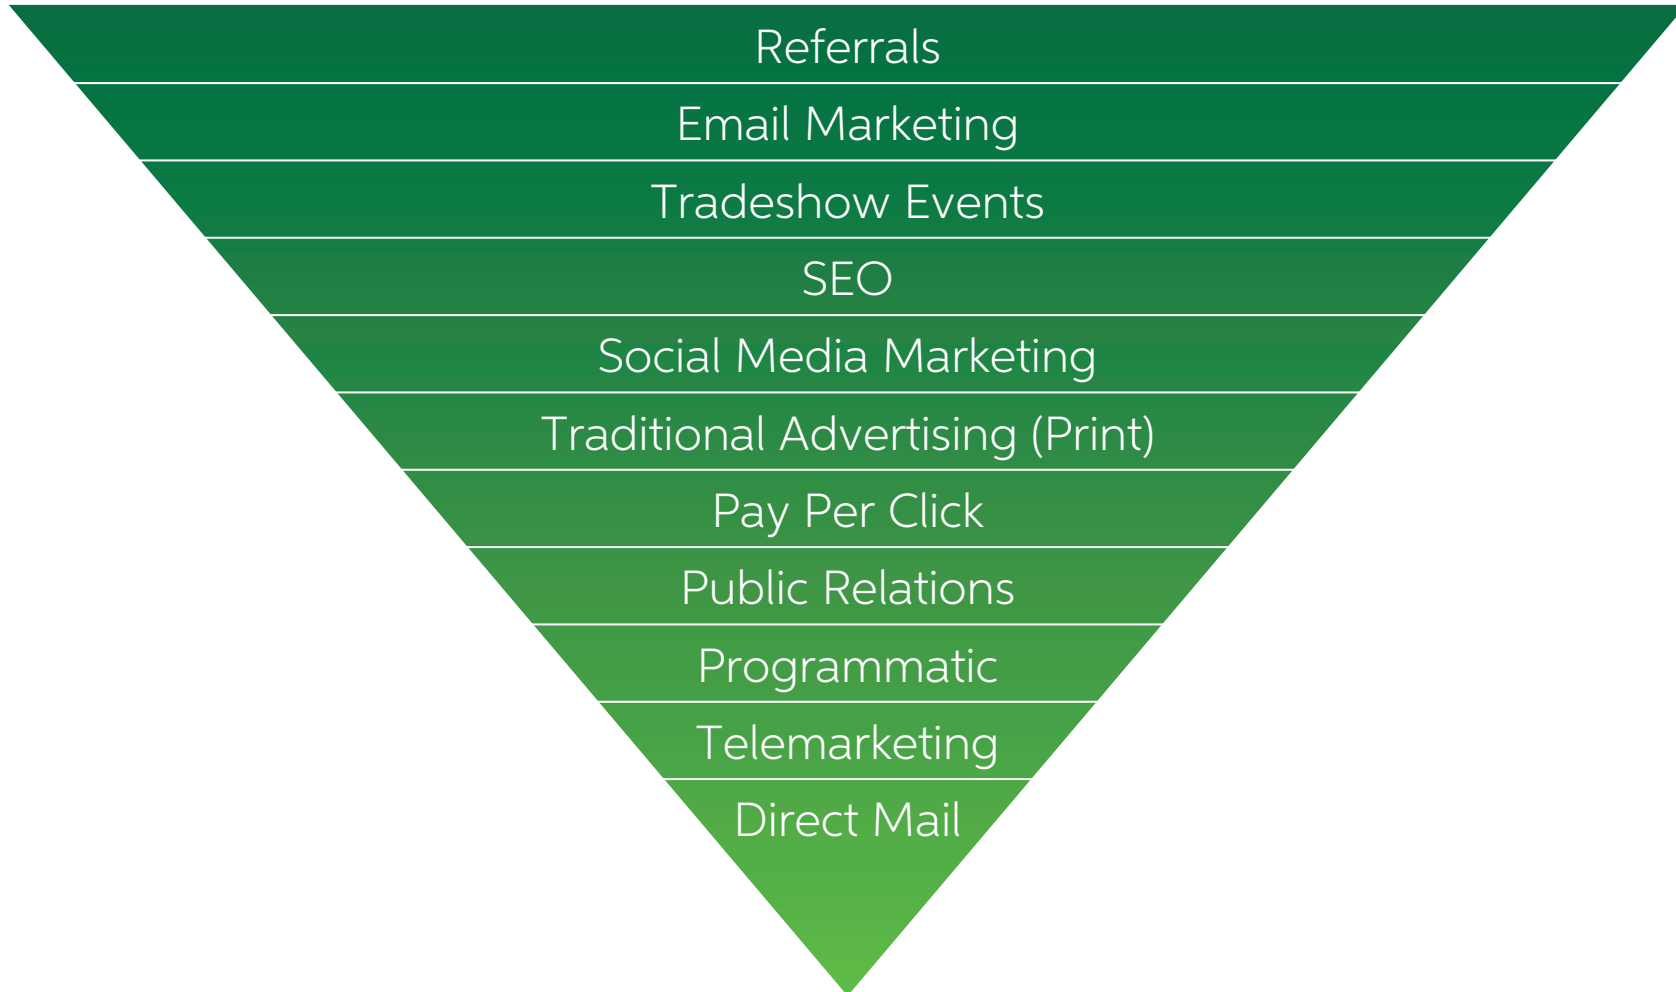 Referrals
Email Marketing
Tradeshow Events
SEO
Social Media Marketing
Traditional Advertising (Print)
Pay Per Click
Public Relations
Programmatic
Telemarketing
Direct Mail